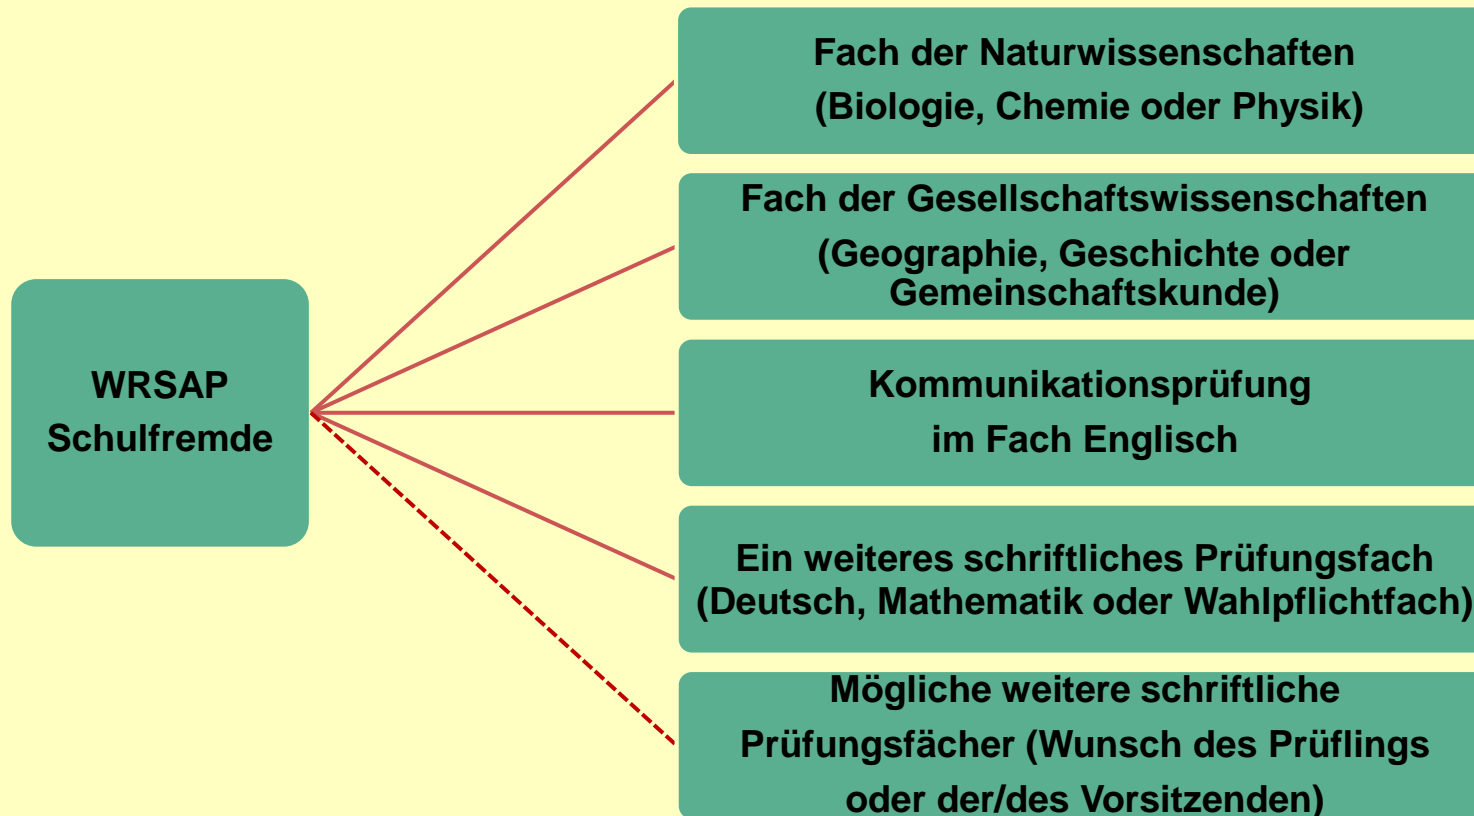 WRSAP
Schulfremde
Fach der Naturwissenschaften
(Biologie, Chemie oder Physik)
Fach der Gesellschaftswissenschaften
(Geographie, Geschichte oder
Gemeinschaftskunde)
Kommunikationsprüfung
im Fach Englisch
Ein weiteres schriftliches Prüfungsfach
(Deutsch, Mathematik oder Wahlpflichtfach)
Mögliche weitere schriftliche
Prüfungsfächer (Wunsch des Prüflings
oder der/des Vorsitzenden)